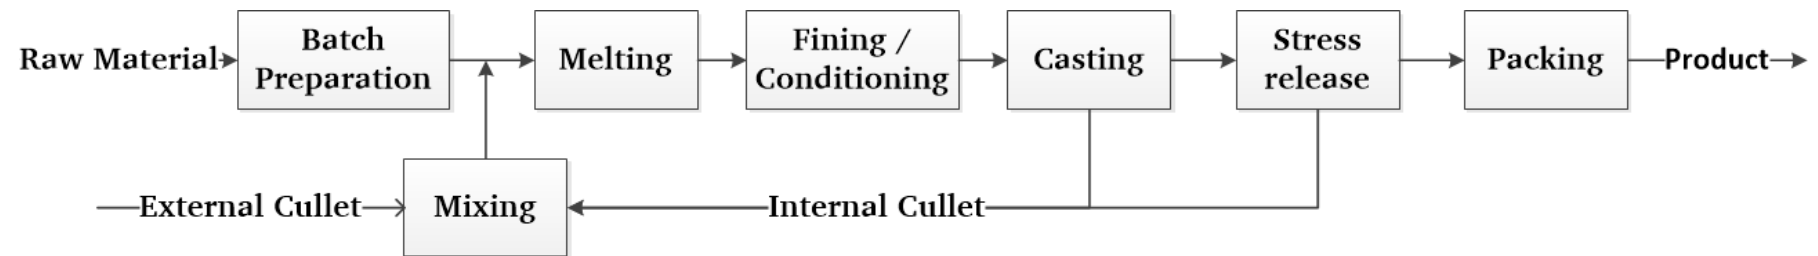 Raw Material
Batch
Preparation
Melting
Fining /
Conditioning
Casting
Stress
release
Packing
Product
External Cullet
Mixing
Internal Cullet